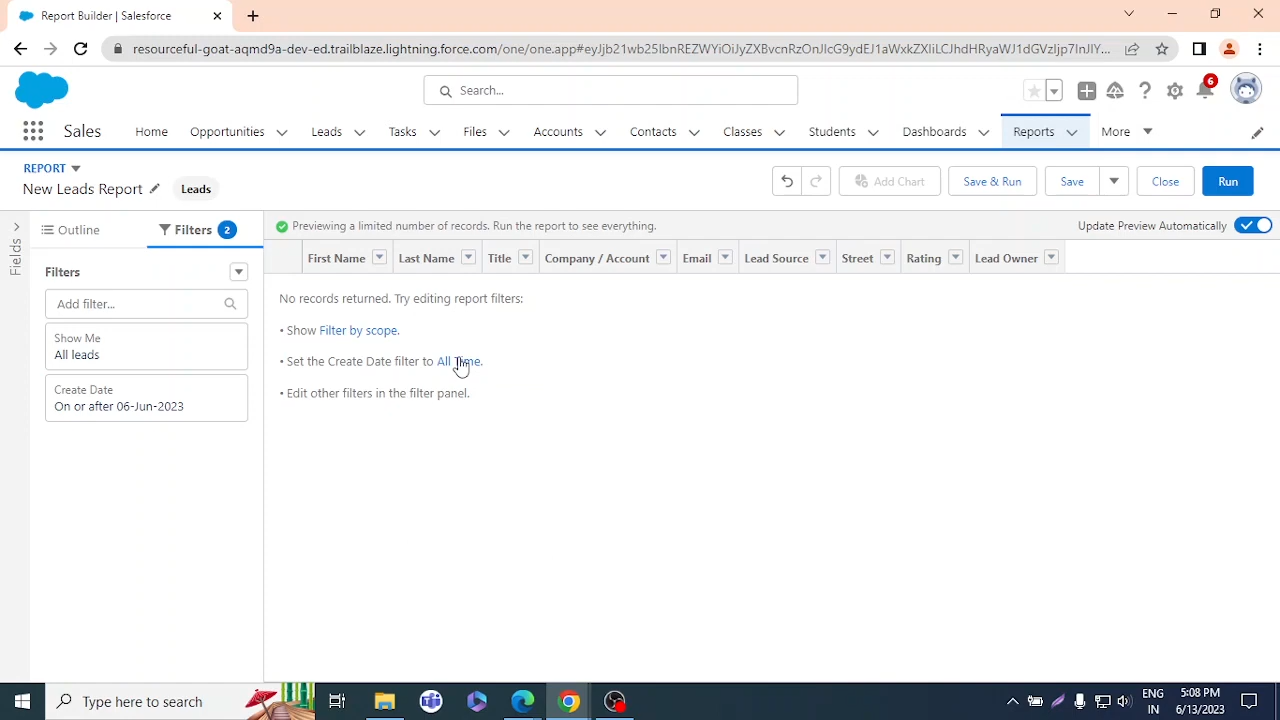 Report Builder | Salesforce
resourceful-goat-aqmd9a-dev-ed.trailblaze.lightning.force.com/one/one.app#
Search...
6
Sales
Home
Opportunities
Leads
Tasks
Files
Accounts
Contacts
Classes
Students
Dashboards
Reports
More
REPORT
New Leads Report
Leads
Add Chart
Save & Run
Save
Close
Run
Fields
Outline
Filters 2
Previewing a limited number of records. Run the report to see everything.
Update Preview Automatically
Filters
Add filter...
Show Me
All leads
Create Date
On or after 06-Jun-2023
First Name
Last Name
Title
Company / Account
Email
Lead Source
Street
Rating
Lead Owner
No records returned. Try editing report filters:
• Show Filter by scope.
• Set the Create Date filter to All Time.
• Edit other filters in the filter panel.
Type here to search
ENG
IN
5:08 PM
6/13/2023